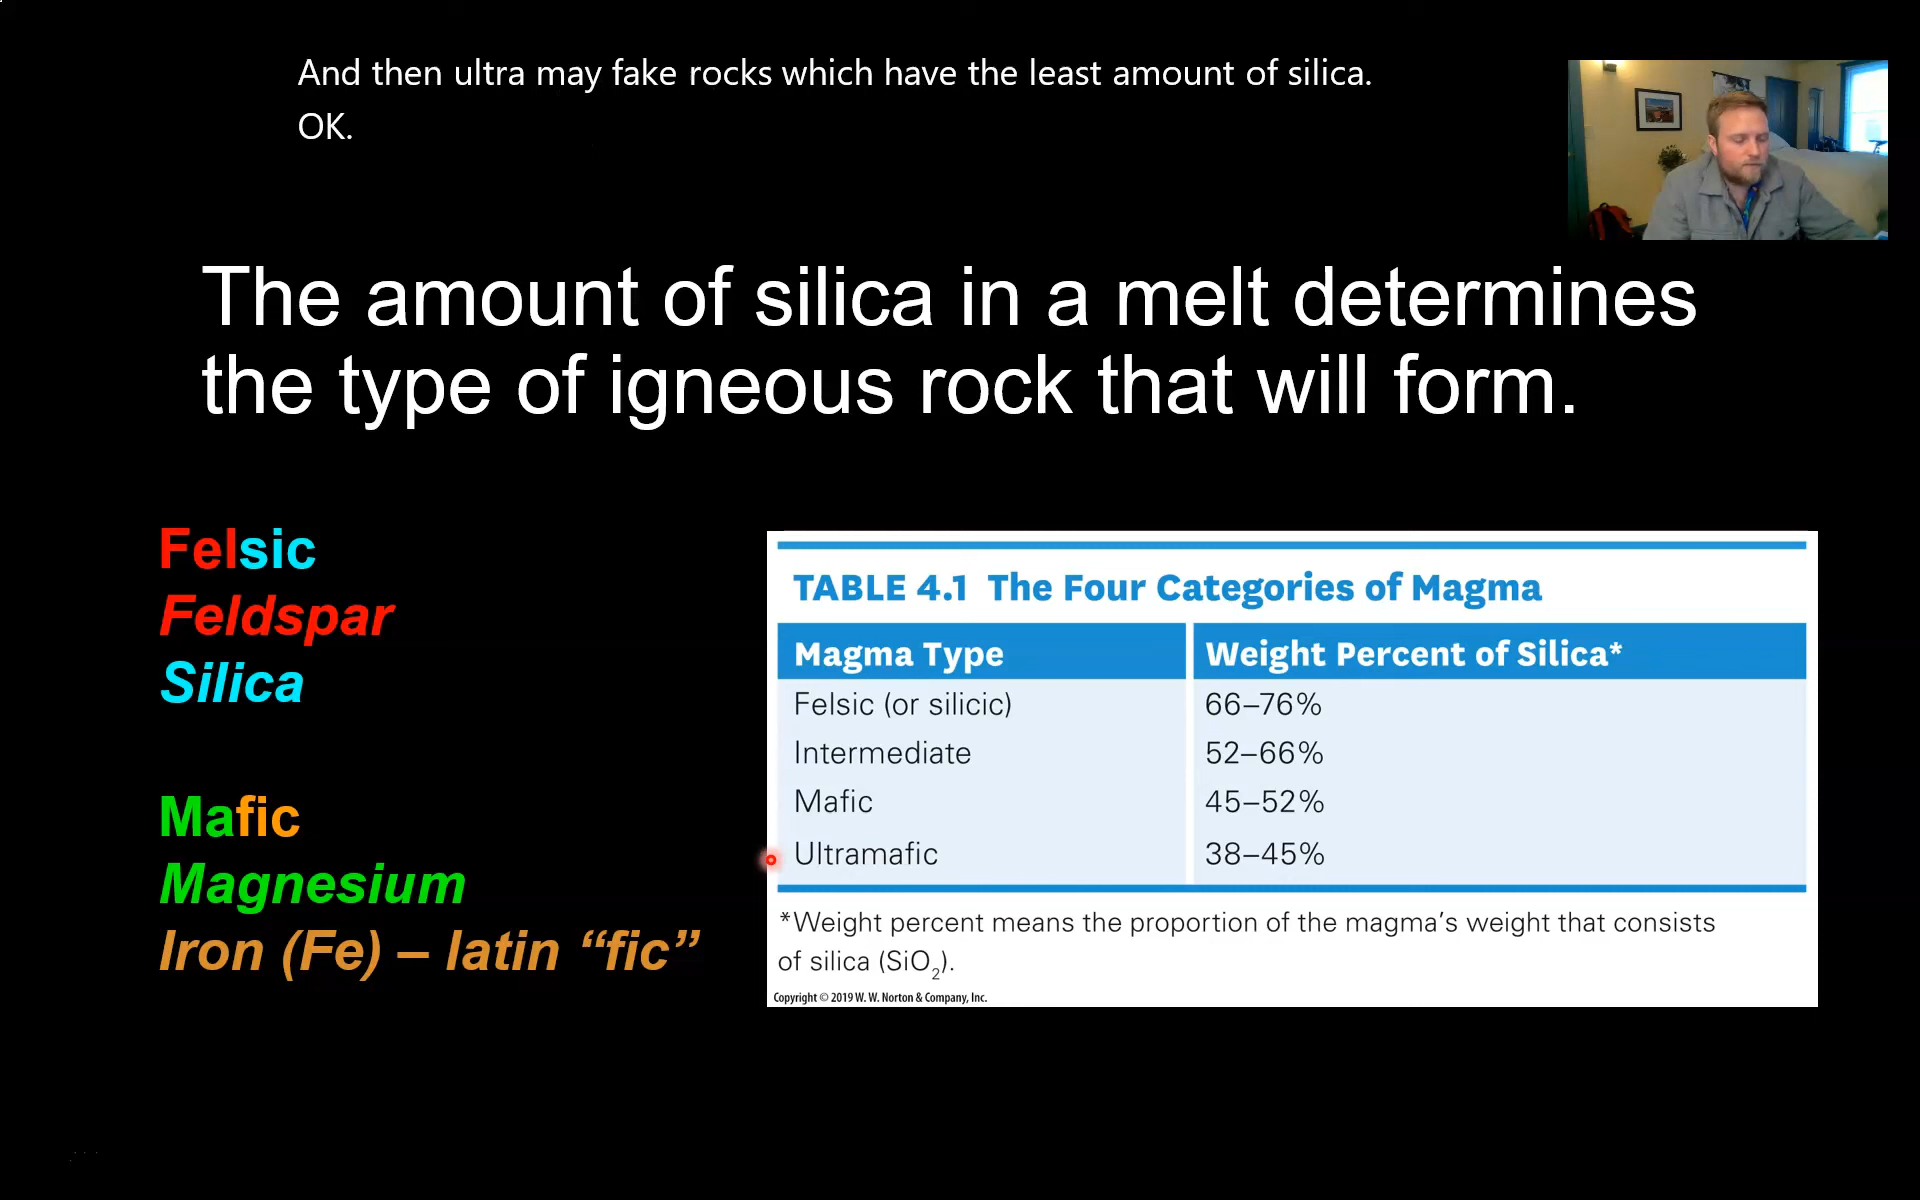 And then ultra may fake rocks which have the least amount of silica.
OK.
The amount of silica in a melt determines
the type of igneous rock that will form.
Felsic
Feldspar
Silica
Mafic
Magnesium
Iron (Fe) – latin “fic”
TABLE 4.1 The Four Categories of Magma
Magma Type Weight Percent of Silica*
Felsic (or silicic) 66–76%
Intermediate 52–66%
Mafic 45–52%
Ultramafic 38–45%
*Weight percent means the proportion of the magma’s weight that consists
of silica (SiO₂).
Copyright © 2019 W. W. Norton & Company, Inc.